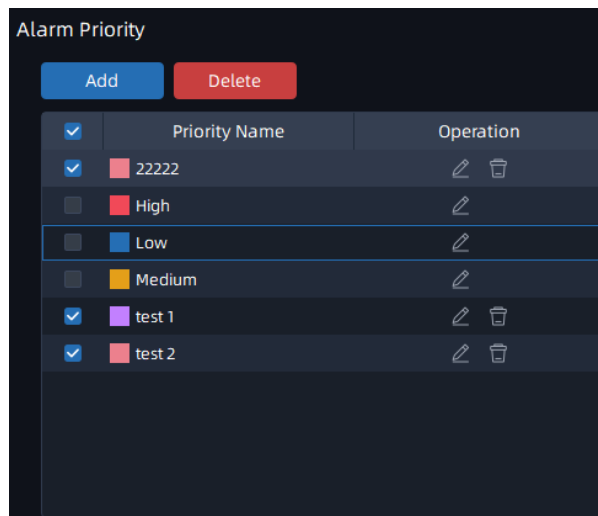 Alarm Priority
Add Delete
Priority Name Operation
22222
High
Low
Medium
test 1
test 2